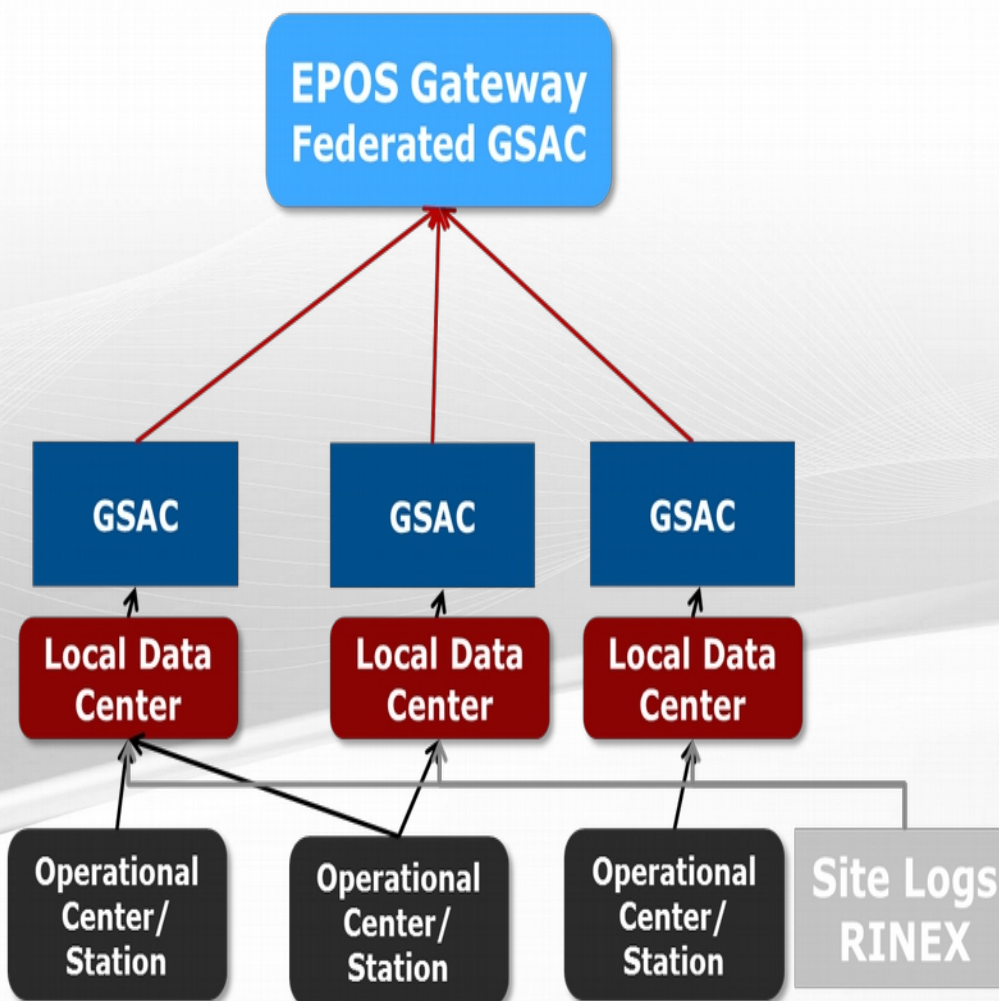 EPOS Gateway
Federated GSAC
GSAC
GSAC
GSAC
Local Data
Center
Local Data
Center
Local Data
Center
Operational
Center/
Station
Operational
Center/
Station
Operational
Center/
Station
Site Logs
RINEX